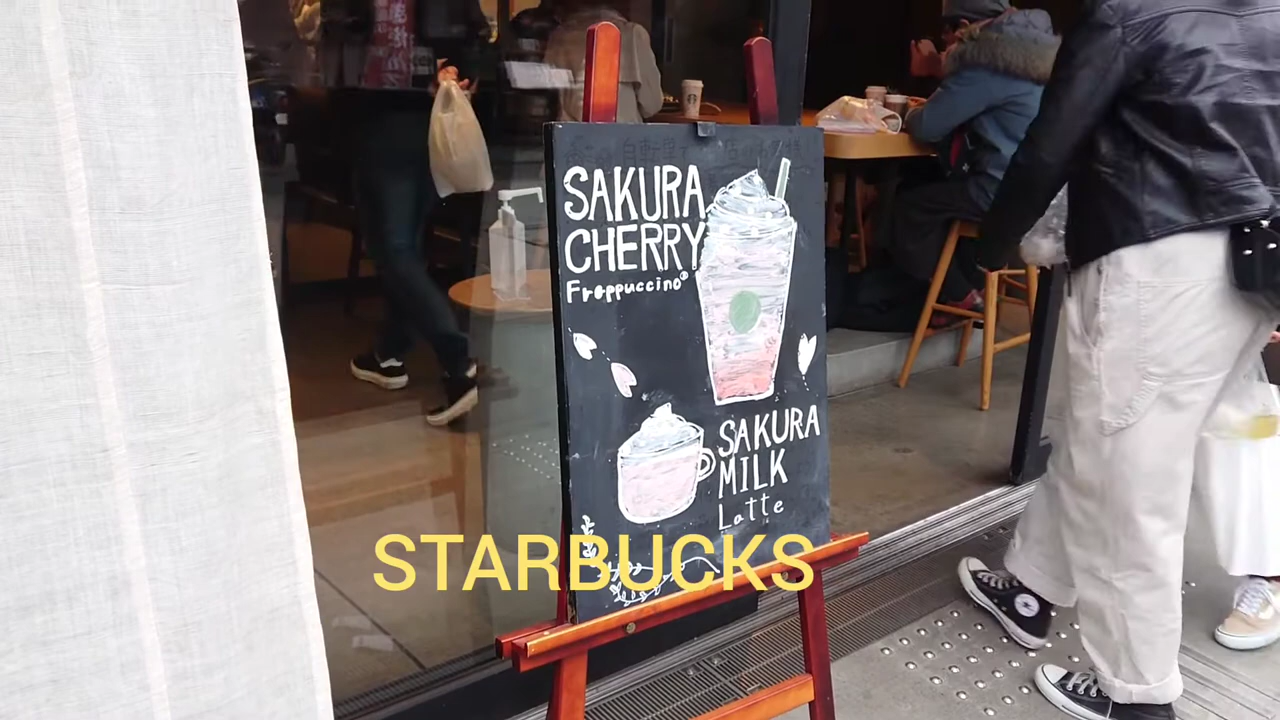 SAKURA
CHERRY
Frappuccino®
SAKURA
MILK
Latte
STARBUCKS